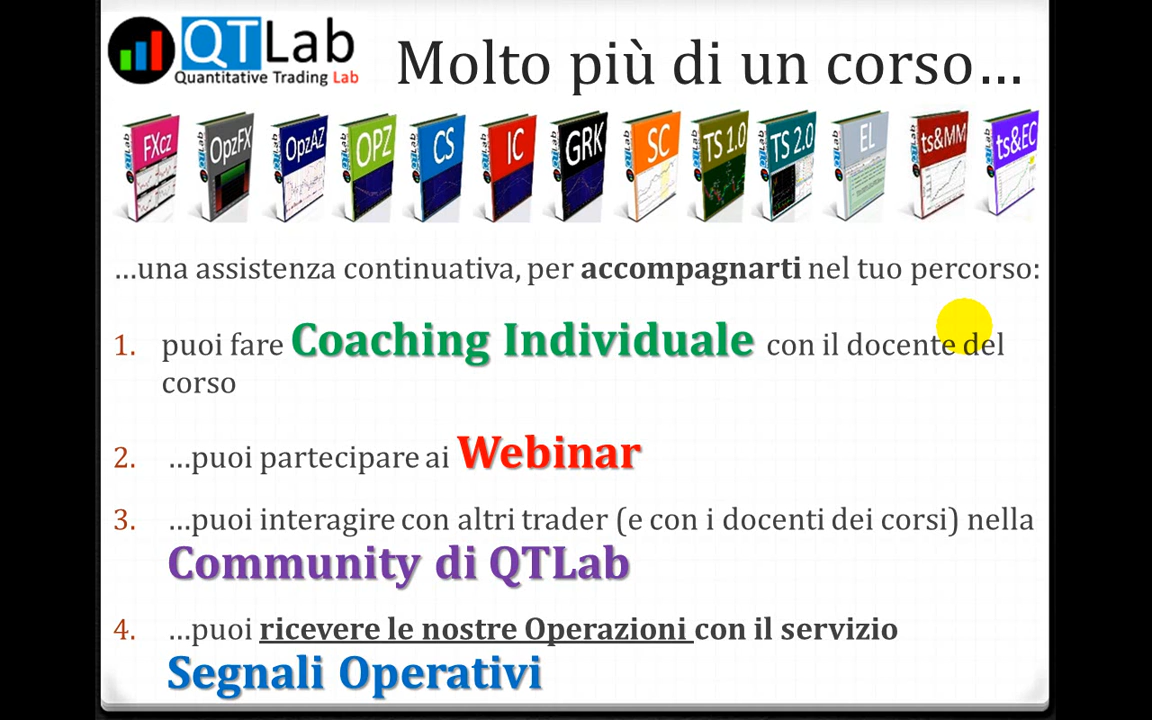 QTLab
Quantitative Trading Lab
Molto più di un corso…
FXcz
OpzFX
OpzAZ
OPZ
CS
IC
GRK
SC
TS 1.0
TS 2.0
EL
ts&MM
ts&EC
…una assistenza continuativa, per accompagnarti nel tuo percorso:
1. puoi fare Coaching Individuale con il docente del
corso
2. …puoi partecipare ai Webinar
3. …puoi interagire con altri trader (e con i docenti dei corsi) nella
Community di QTLab
4. …puoi ricevere le nostre Operazioni con il servizio
Segnali Operativi